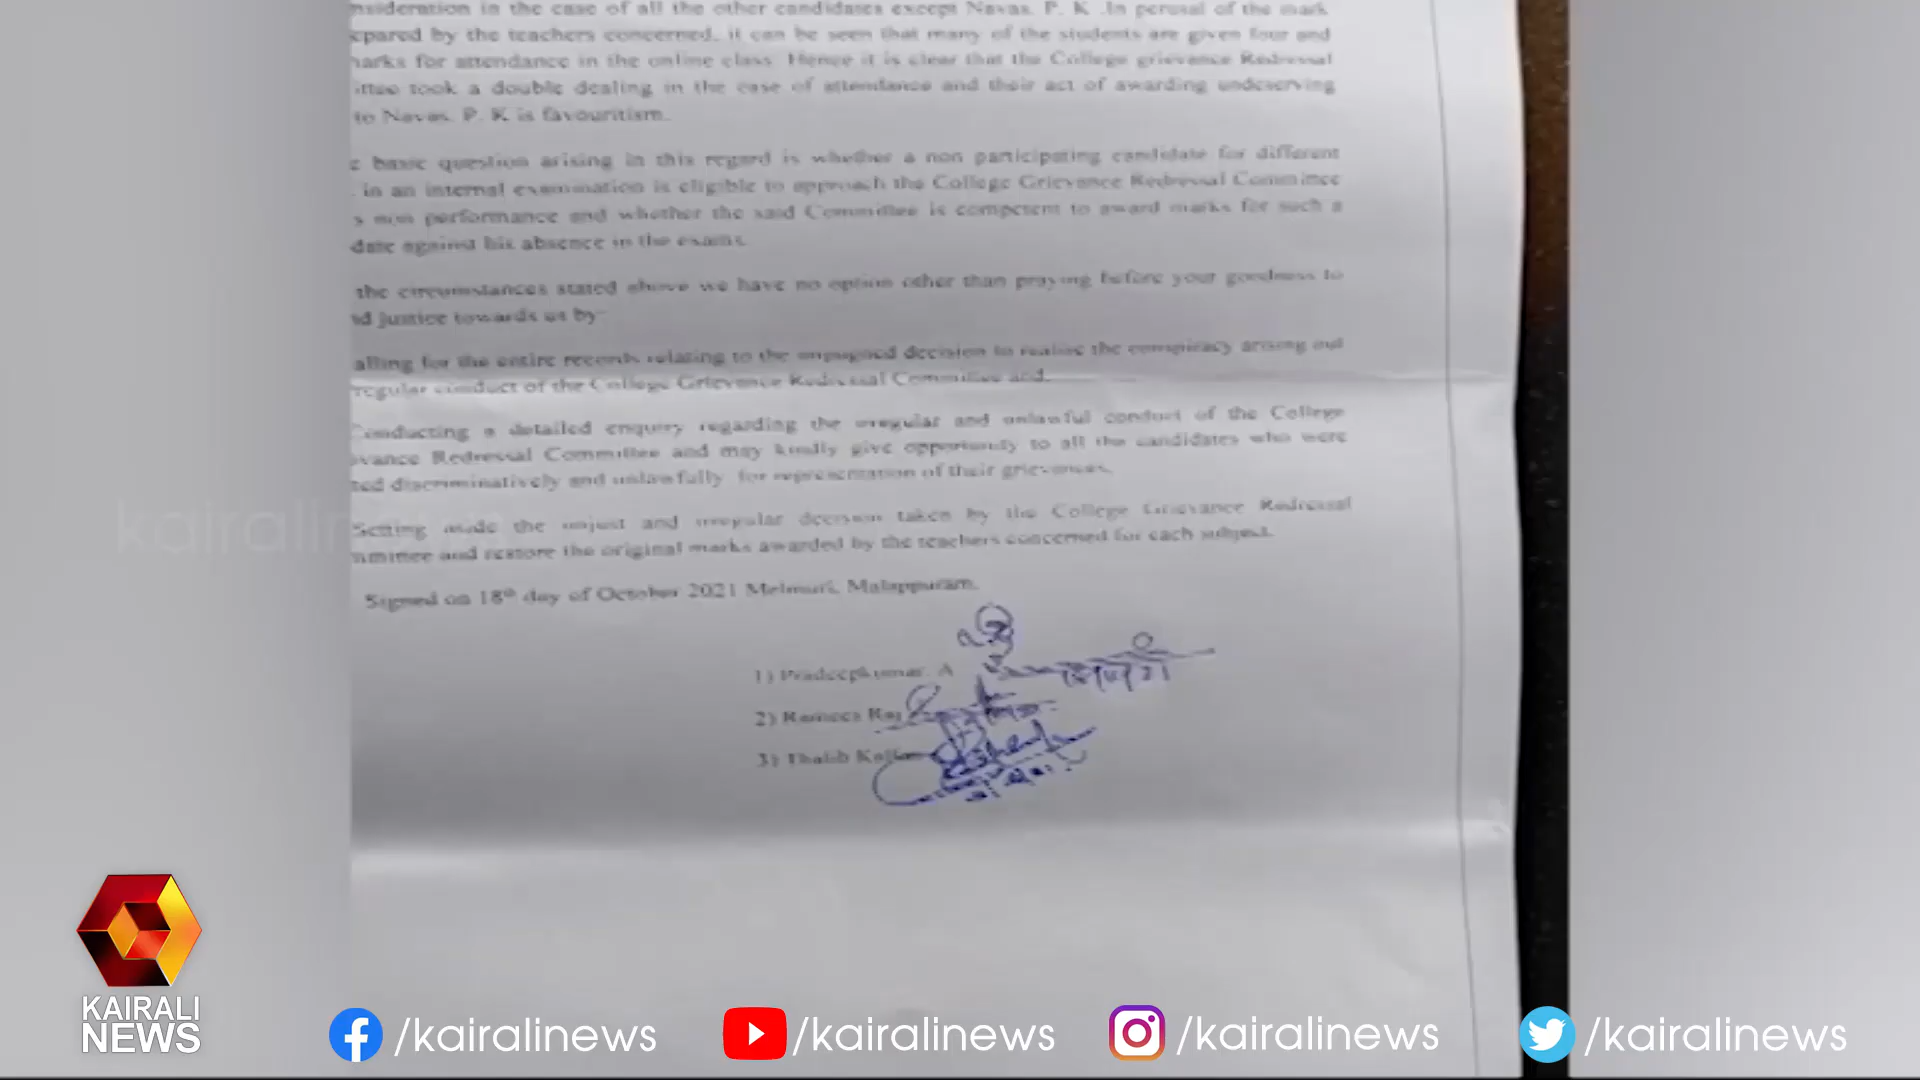 nsideration in the case of all the other candidates except Navas. P. K .In perusal of the mark
epared by the teachers concerned, it can be seen that many of the students are given four and
narks for attendance in the online class. Hence it is clear that the College grievance Redressal
ittee took a double dealing in the case of attendance and their act of awarding undeserving
to Navas. P. K is favouritism.
c basic question arising in this regard is whether a non participating candidate for different
. in an internal examination is eligible to approach the College Grievance Redressal Committee
s non performance and whether the said Committee is competent to award marks for such a
date against his absence in the exams.
the circumstances stated above we have no option other than praying before your goodness to
nd justice towards us by-
alling for the entire records relating to the impugned decision to realise the conspiracy arising out
regular conduct of the College Grievance Redressal Committee and.
Conducting a detailed enquiry regarding the irregular and unlawful conduct of the College
evance Redressal Committee and may kindly give opportunity to all the candidates who were
ted discriminatively and unlawfully for representation of their grievances.
Setting aside the unjust and irregular decision taken by the College Grievance Redressal
mmittee and restore the original marks awarded by the teachers concerned for each subject.
Signed on 18th day of October 2021 Melmuri, Malappuram.
1) Pradeepkumar. A
2) Rameez Raj
3) Thalib
kairalinews
KAIRALI
NEWS
/kairalinews
/kairalinews
/kairalinews
/kairalinews